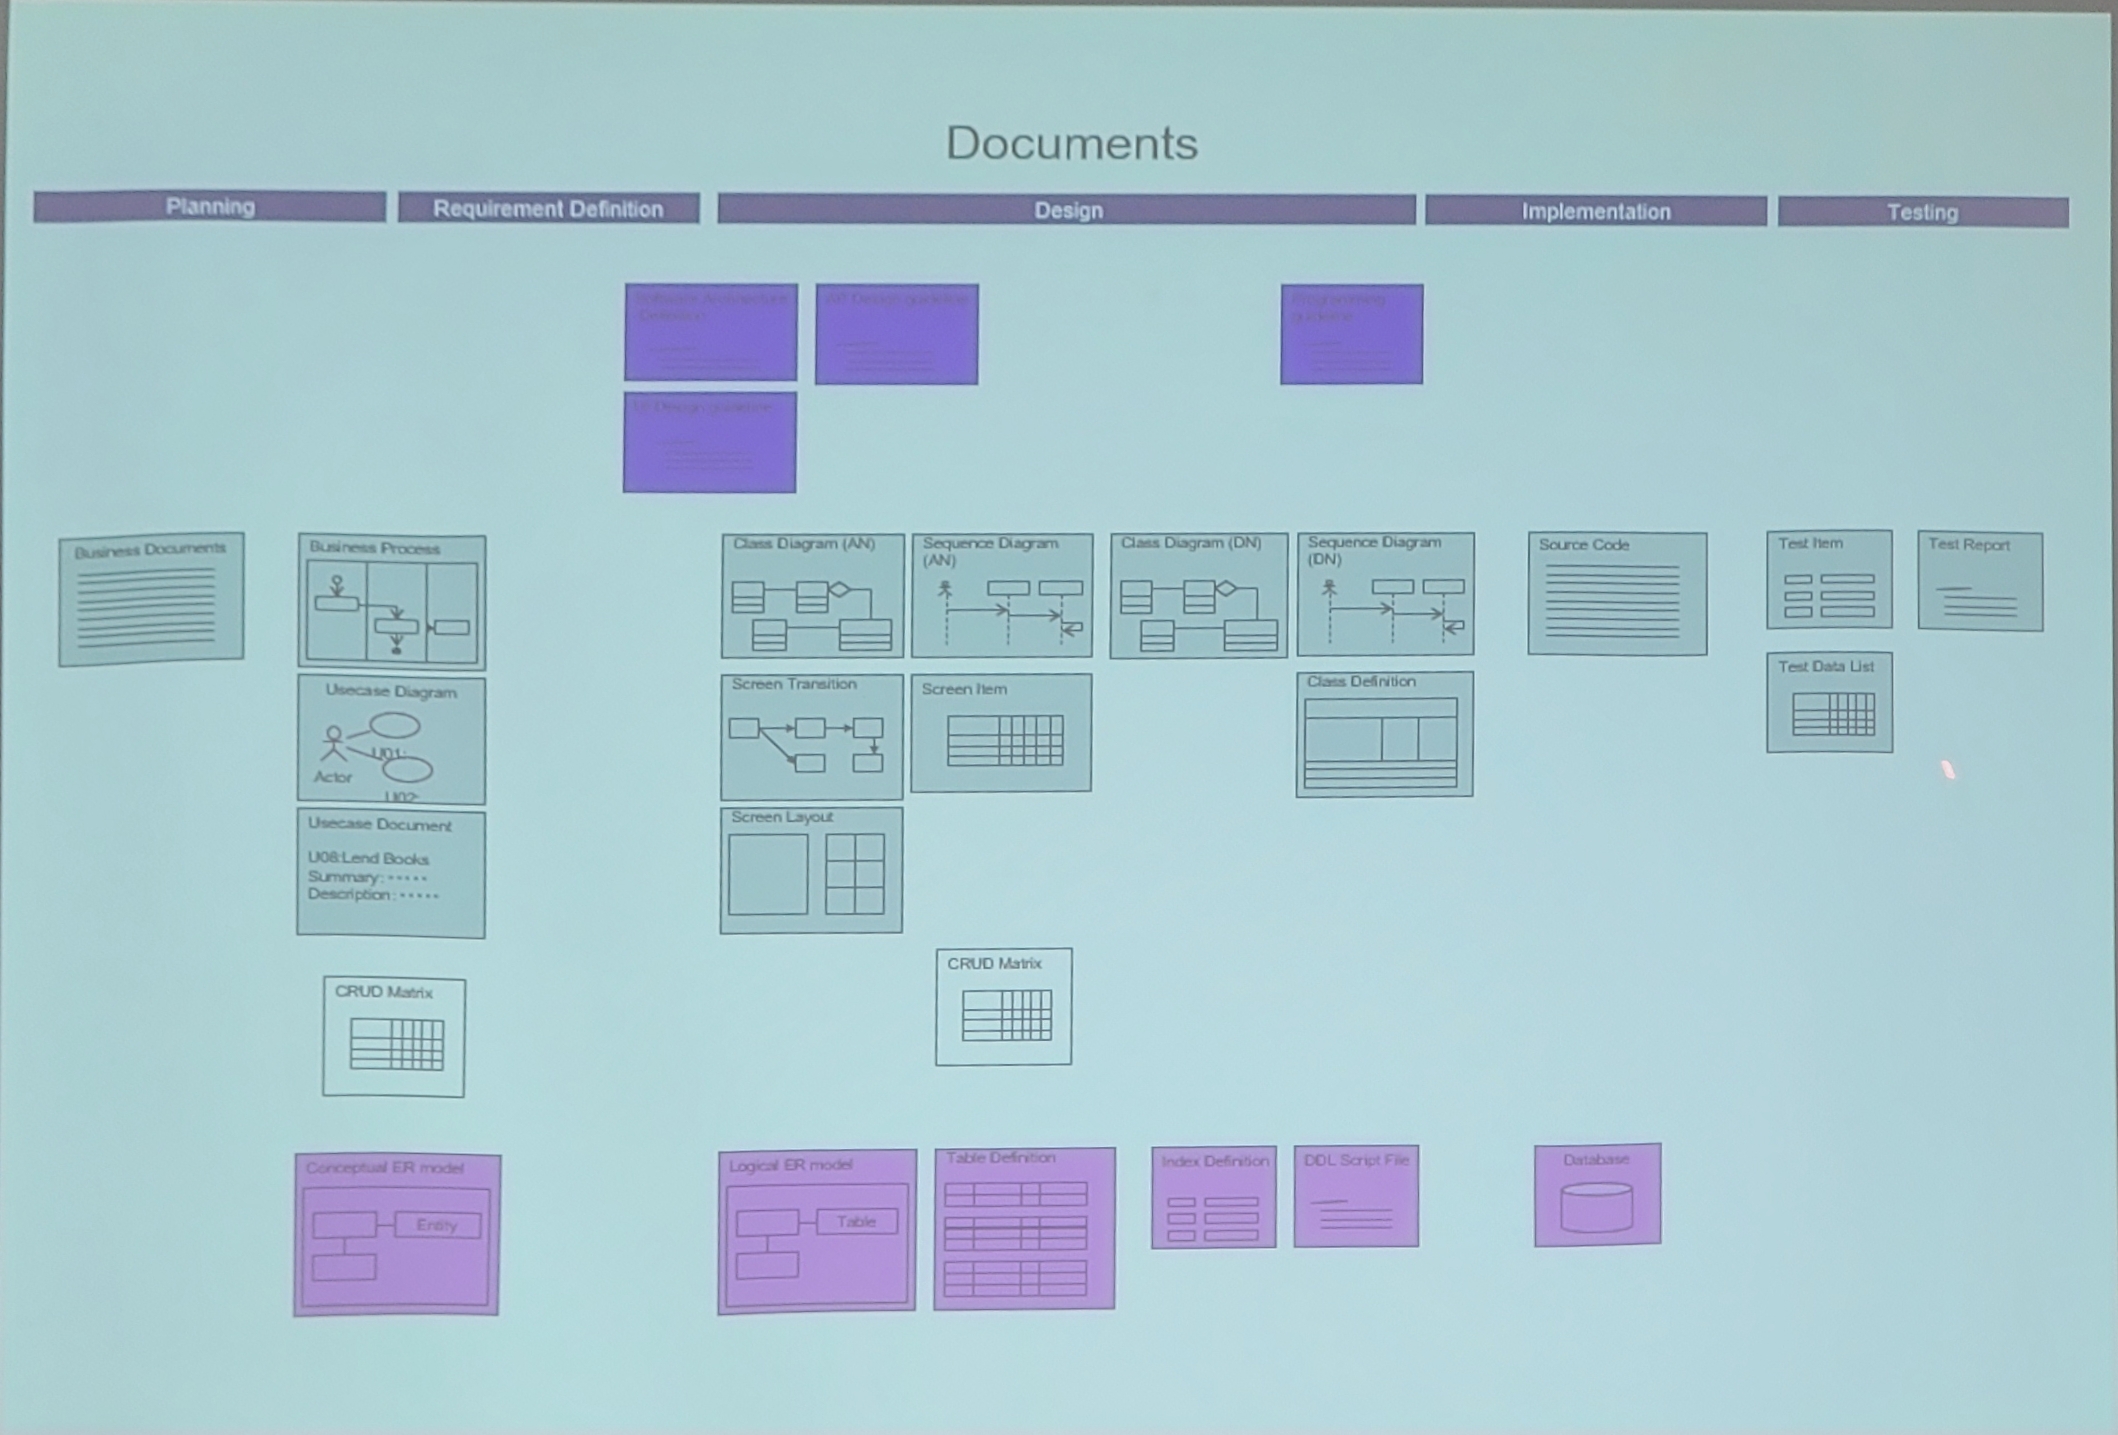 Documents
Planning
Requirement Definition
Design
Implementation
Testing
Software Architecture
Definition
Design guideline
Programming
guideline
UI Design guideline
Business Documents
Business Process
Class Diagram (AN)
Sequence Diagram
(AN)
Class Diagram (DN)
Sequence Diagram
(DN)
Source Code
Test Item
Test Report
Usecase Diagram
U01:
Actor
U02:
Screen Transition
Screen Item
Class Definition
Test Data List
Usecase Document
U08:Lend Books
Summary:･････
Description:･････
Screen Layout
CRUD Matrix
CRUD Matrix
Conceptual ER model
Entity
Logical ER model
Table
Table Definition
Index Definition
DDL Script File
Database